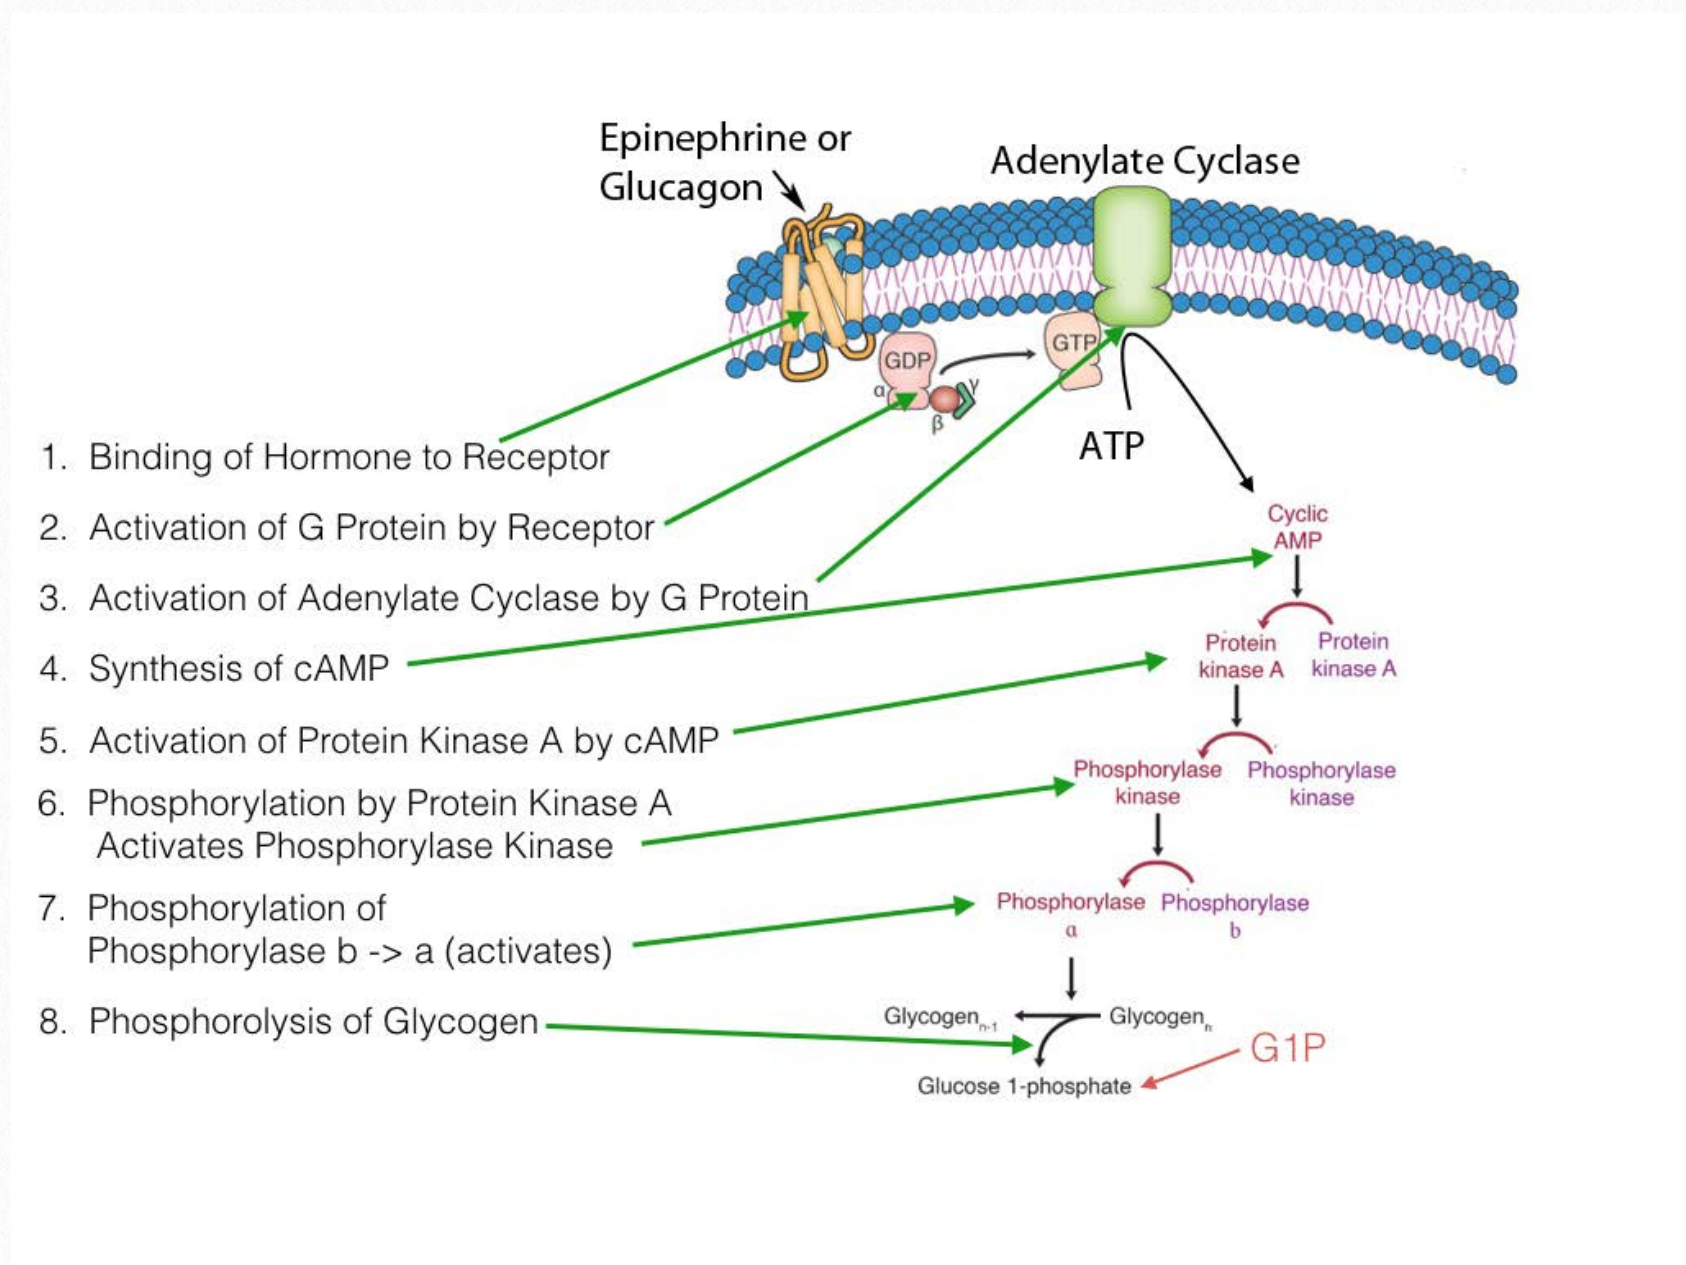 Epinephrine or
Glucagon
Adenylate Cyclase
GDP
GTP
α
γ
β
ATP
1. Binding of Hormone to Receptor
2. Activation of G Protein by Receptor
3. Activation of Adenylate Cyclase by G Protein
4. Synthesis of cAMP
5. Activation of Protein Kinase A by cAMP
6. Phosphorylation by Protein Kinase A
Activates Phosphorylase Kinase
7. Phosphorylation of
Phosphorylase b -> a (activates)
8. Phosphorolysis of Glycogen
Cyclic
AMP
Protein
kinase A
Protein
kinase A
Phosphorylase
kinase
Phosphorylase
kinase
Phosphorylase
a
Phosphorylase
b
Glycogen n-1
Glycogen n
G1P
Glucose 1-phosphate